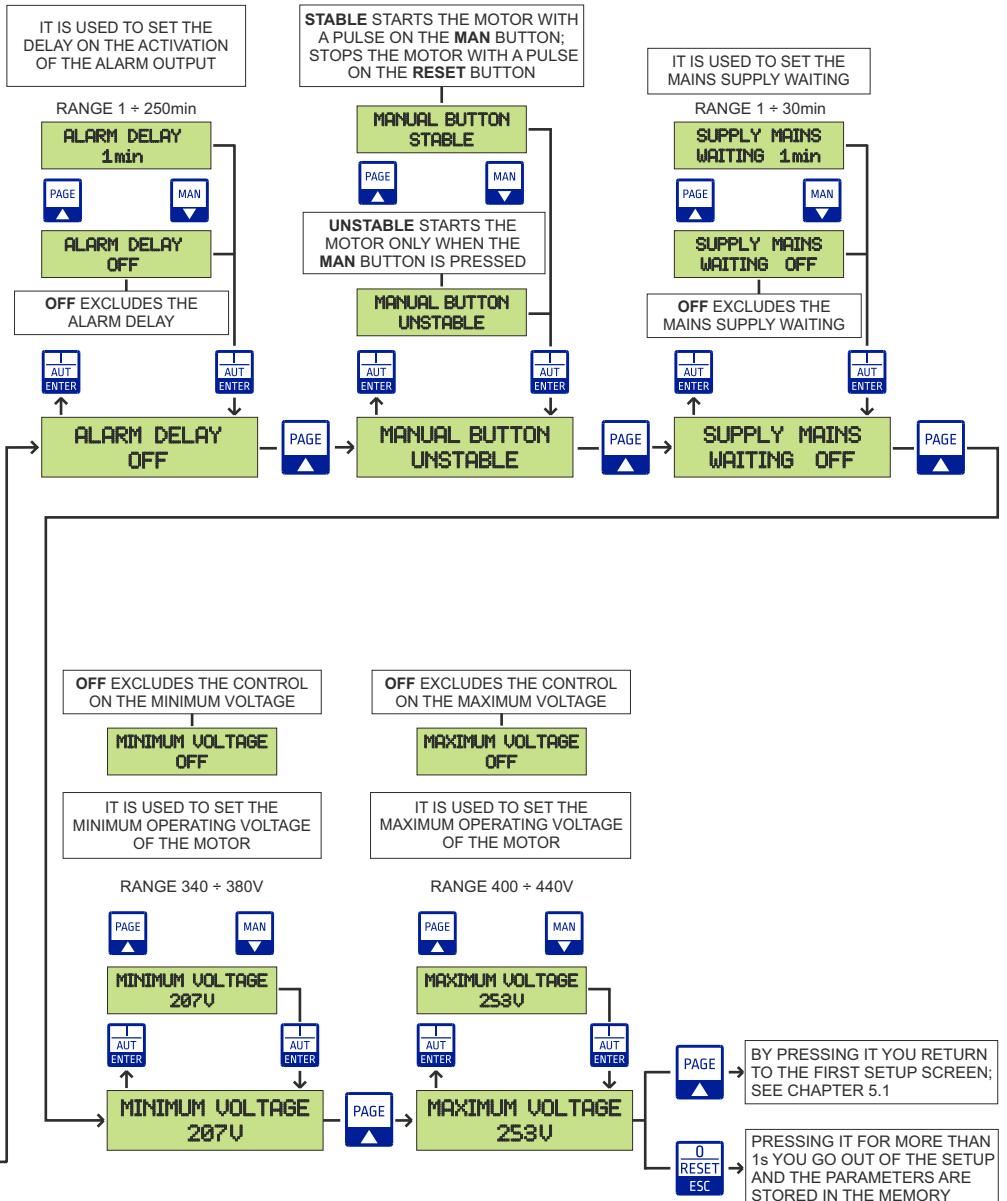 IT IS USED TO SET THE
DELAY ON THE ACTIVATION
OF THE ALARM OUTPUT
RANGE 1 ÷ 250min
ALARM DELAY
1min
PAGE
MAN
ALARM DELAY
OFF
OFF EXCLUDES THE
ALARM DELAY
AUT
ENTER
AUT
ENTER
ALARM DELAY
OFF
PAGE
STABLE STARTS THE MOTOR WITH
A PULSE ON THE MAN BUTTON;
STOPS THE MOTOR WITH A PULSE
ON THE RESET BUTTON
MANUAL BUTTON
STABLE
PAGE
MAN
UNSTABLE STARTS THE
MOTOR ONLY WHEN THE
MAN BUTTON IS PRESSED
MANUAL BUTTON
UNSTABLE
I
AUT
ENTER
I
AUT
ENTER
MANUAL BUTTON
UNSTABLE
PAGE
IT IS USED TO SET THE
MAINS SUPPLY WAITING
RANGE 1 ÷ 30min
SUPPLY MAINS
WAITING 1min
PAGE
MAN
SUPPLY MAINS
WAITING OFF
OFF EXCLUDES THE
MAINS SUPPLY WAITING
I
AUT
ENTER
I
AUT
ENTER
SUPPLY MAINS
WAITING OFF
PAGE
OFF EXCLUDES THE CONTROL
ON THE MINIMUM VOLTAGE
MINIMUM VOLTAGE
OFF
IT IS USED TO SET THE
MINIMUM OPERATING VOLTAGE
OF THE MOTOR
RANGE 340 ÷ 380V
PAGE
MAN
MINIMUM VOLTAGE
207V
I
AUT
ENTER
I
AUT
ENTER
MINIMUM VOLTAGE
207V
PAGE
OFF EXCLUDES THE CONTROL
ON THE MAXIMUM VOLTAGE
MAXIMUM VOLTAGE
OFF
IT IS USED TO SET THE
MAXIMUM OPERATING VOLTAGE
OF THE MOTOR
RANGE 400 ÷ 440V
PAGE
MAN
MAXIMUM VOLTAGE
253V
I
AUT
ENTER
I
AUT
ENTER
MAXIMUM VOLTAGE
253V
PAGE
BY PRESSING IT YOU RETURN
TO THE FIRST SETUP SCREEN;
SEE CHAPTER 5.1
0
RESET
ESC
PRESSING IT FOR MORE THAN
1s YOU GO OUT OF THE SETUP
AND THE PARAMETERS ARE
STORED IN THE MEMORY